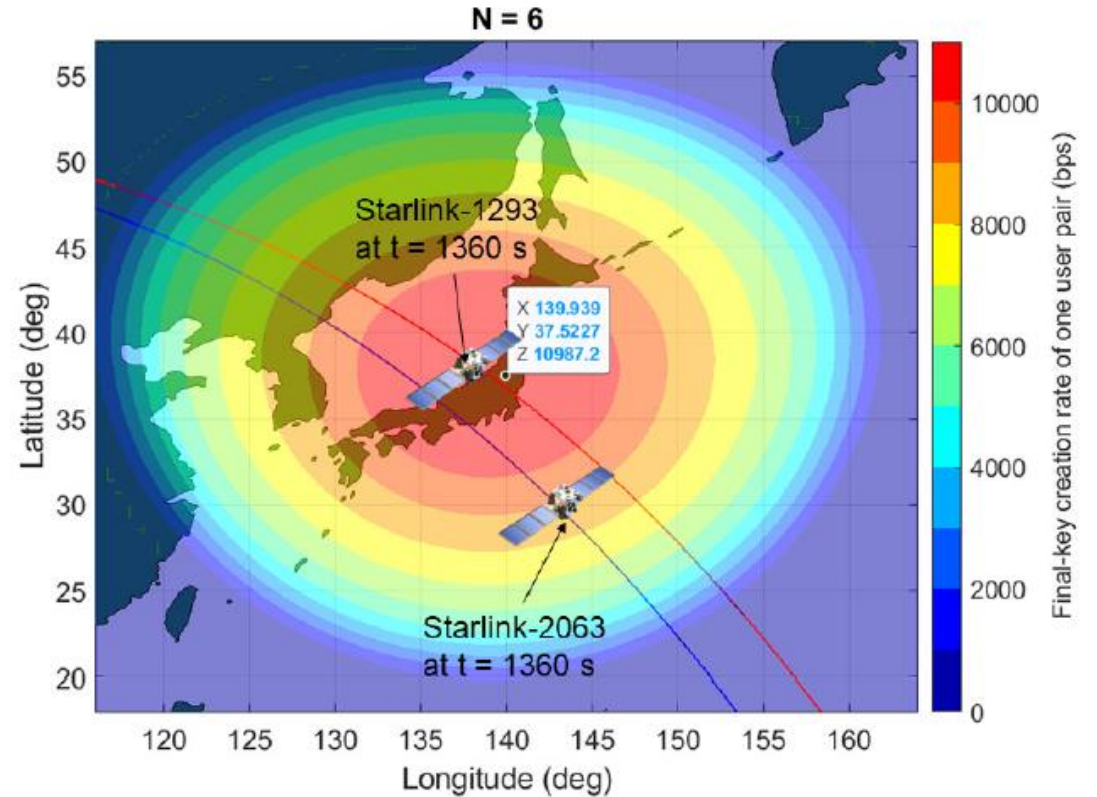 N = 6
Starlink-1293
at t = 1360 s
X 139.939
Y 37.5227
Z 10987.2
Starlink-2063
at t = 1360 s
55
50
45
40
35
30
25
20
Latitude (deg)
120 125 130 135 140 145 150 155 160
Longitude (deg)
10000
8000
6000
4000
2000
0
Final-key creation rate of one user pair (bps)